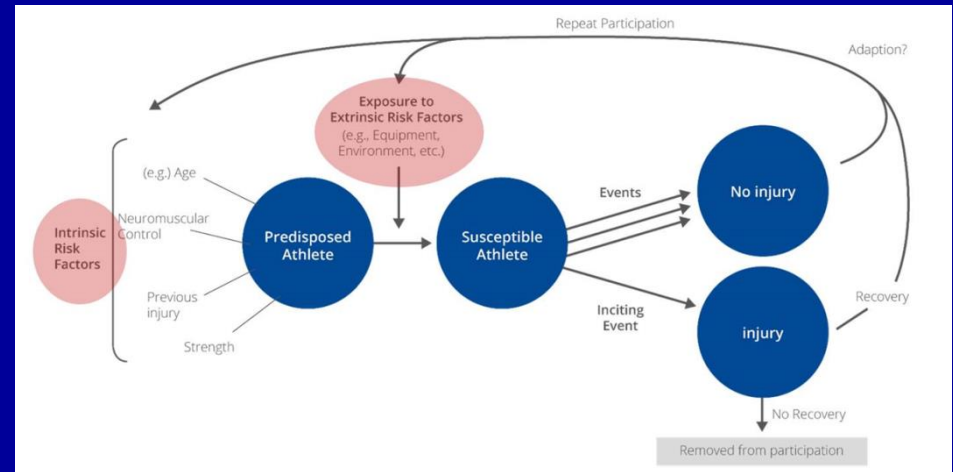 Repeat Participation
Adaption?
Exposure to
Extrinsic Risk Factors
(e.g., Equipment,
Environment, etc.)
(e.g.) Age
Neuromuscular
Control
Intrinsic
Risk
Factors
Previous
injury
Strength
Predisposed
Athlete
Susceptible
Athlete
Events
No injury
Inciting
Event
injury
Recovery
No Recovery
Removed from participation